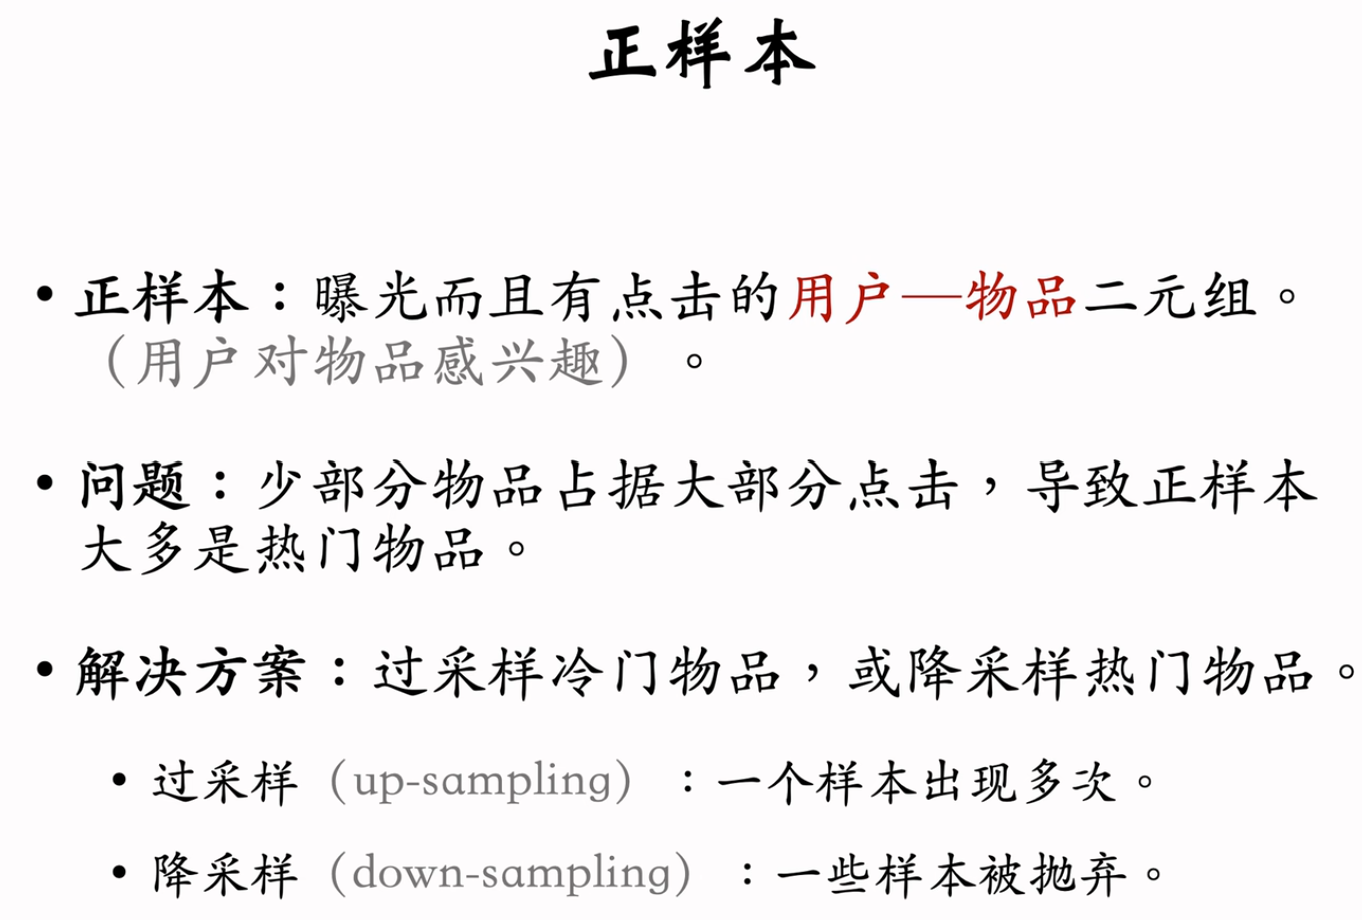 正样本
• 正样本：曝光而且有点击的用户—物品二元组。
（用户对物品感兴趣）。
• 问题：少部分物品占据大部分点击，导致正样本
大多是热门物品。
• 解决方案：过采样冷门物品，或降采样热门物品。
• 过采样（up-sampling）：一个样本出现多次。
• 降采样（down-sampling）：一些样本被抛弃。